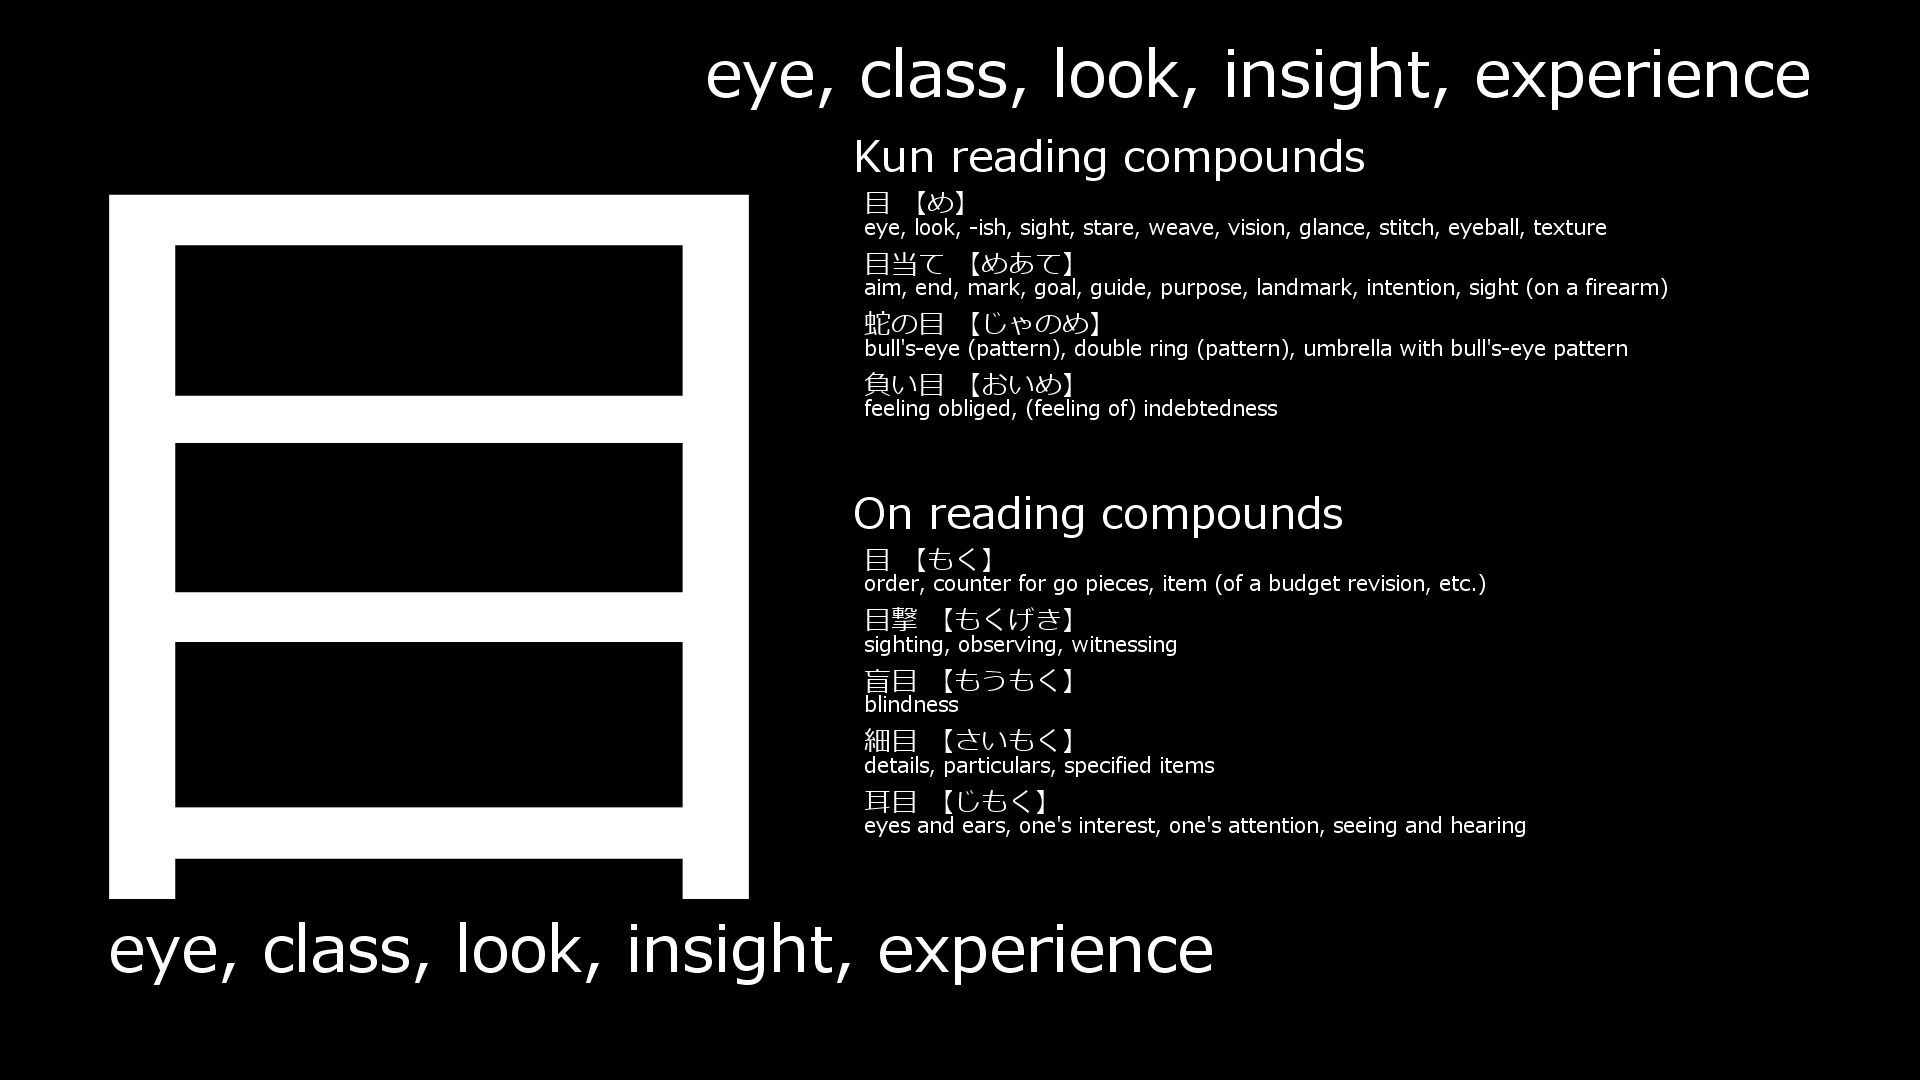 eye, class, look, insight, experience
目
Kun reading compounds
目 【め】
eye, look, -ish, sight, stare, weave, vision, glance, stitch, eyeball, texture
目当て 【めあて】
aim, end, mark, goal, guide, purpose, landmark, intention, sight (on a firearm)
蛇の目 【じゃのめ】
bull's-eye (pattern), double ring (pattern), umbrella with bull's-eye pattern
負い目 【おいめ】
feeling obliged, (feeling of) indebtedness
On reading compounds
目 【もく】
order, counter for go pieces, item (of a budget revision, etc.)
目撃 【もくげき】
sighting, observing, witnessing
盲目 【もうもく】
blindness
細目 【さいもく】
details, particulars, specified items
耳目 【じもく】
eyes and ears, one's interest, one's attention, seeing and hearing
eye, class, look, insight, experience